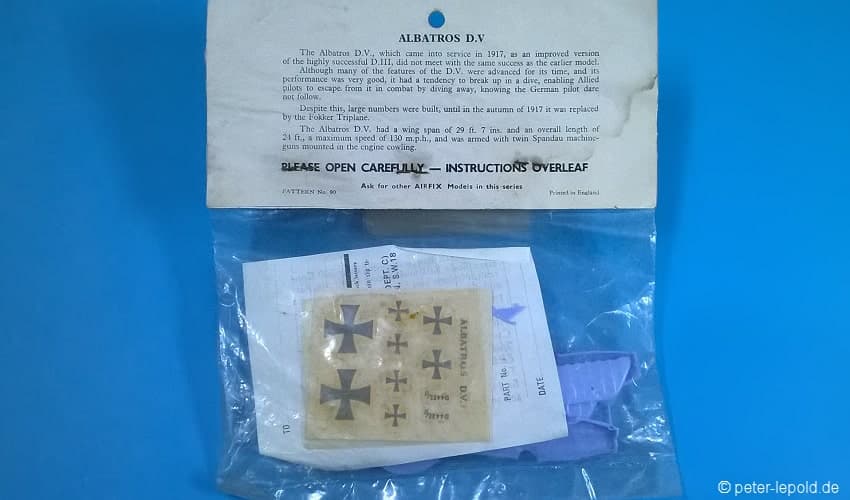 ALBATROS D.V
The Albatros D.V., which came into service in 1917, as an improved version
of the highly successful D.III, did not meet with the same success as the earlier model.
Although many of the features of the D.V. were advanced for its time, and its
performance was very good, it had a tendency to break up in a dive, enabling Allied
pilots to escape from it in combat by diving away, knowing the German pilot dare
not follow.
Despite this, large numbers were built, until in the autumn of 1917 it was replaced
by the Fokker Triplane.
The Albatros D.V. had a wing span of 29 ft. 7 ins. and an overall length of
24 ft., a maximum speed of 130 m.p.h., and was armed with twin Spandau machine-
guns mounted in the engine cowling.
PLEASE OPEN CAREFULLY — INSTRUCTIONS OVERLEAF
Ask for other AIRFIX Models in this series
PATTERN No. 90
Printed in England
DEPT. C)
S.W.18
ALBATROS DV.
TO
PART No.
DATE
© peter-lepold.de